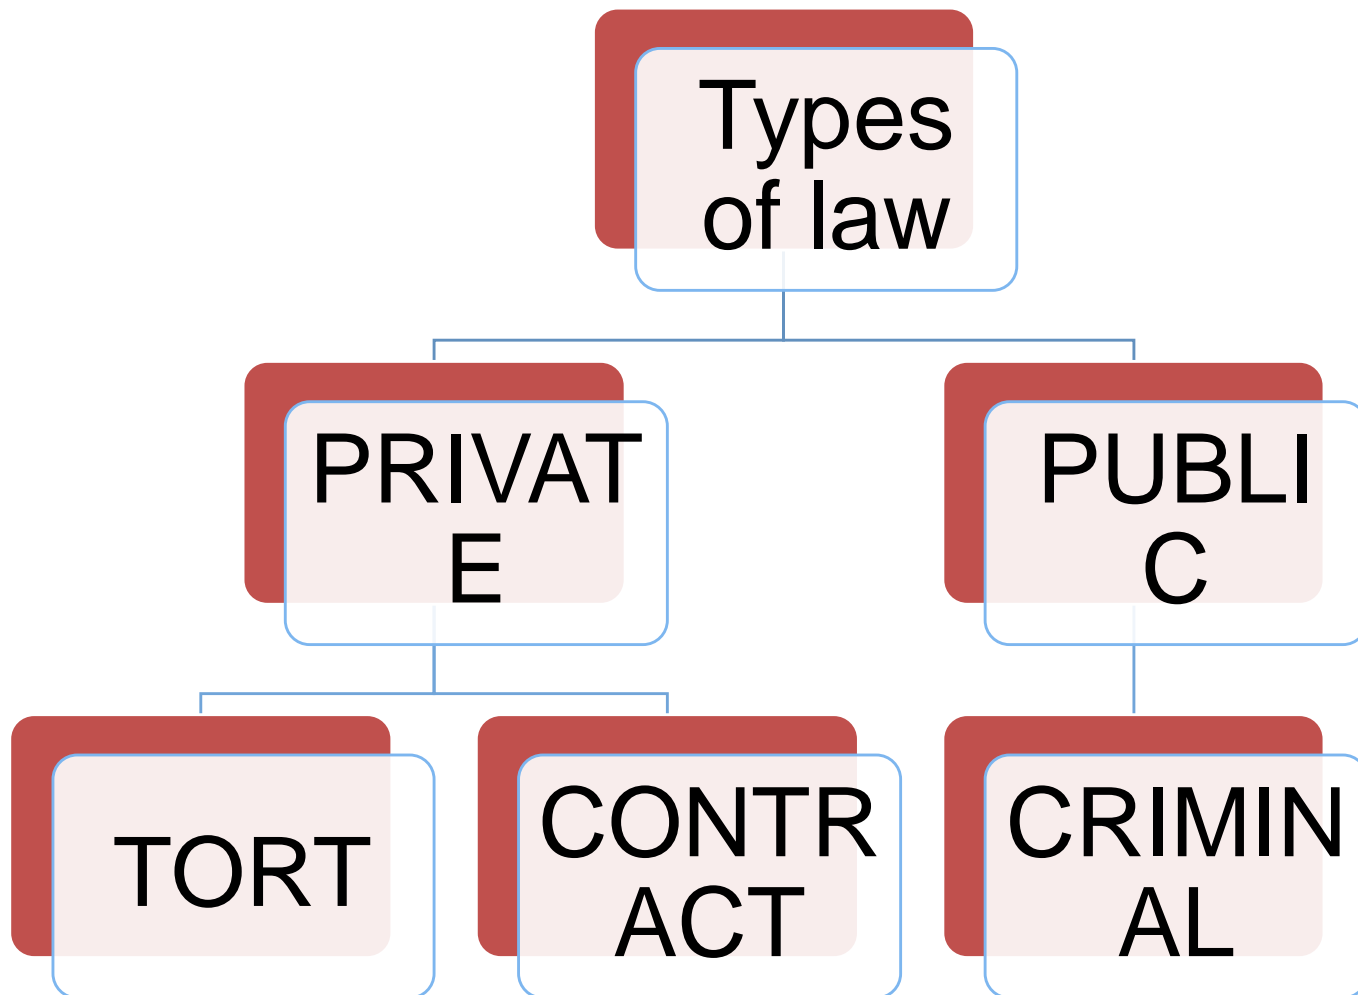 Types
of law
PRIVAT
E
PUBLI
C
TORT
CONTR
ACT
CRIMIN
AL